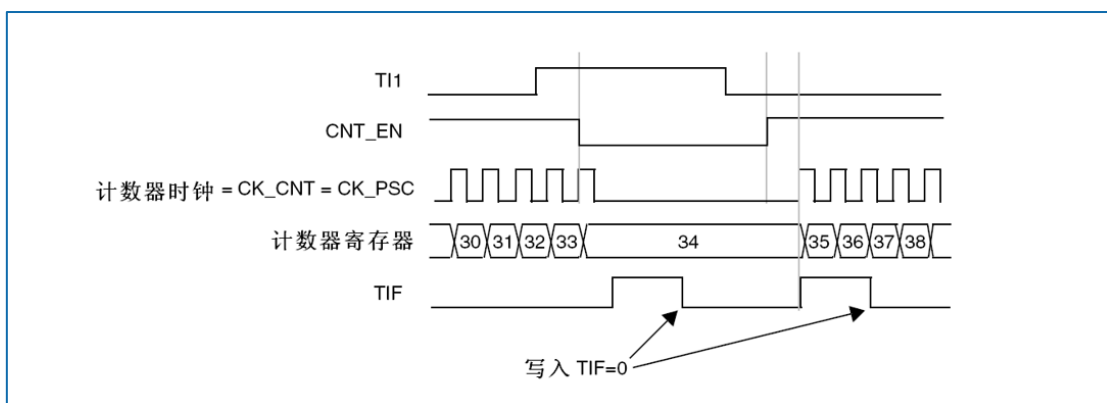 TI1
CNT_EN
计数器时钟 = CK_CNT = CK_PSC
计数器寄存器 30 31 32 33 34 35 36 37 38
TIF
写入 TIF=0